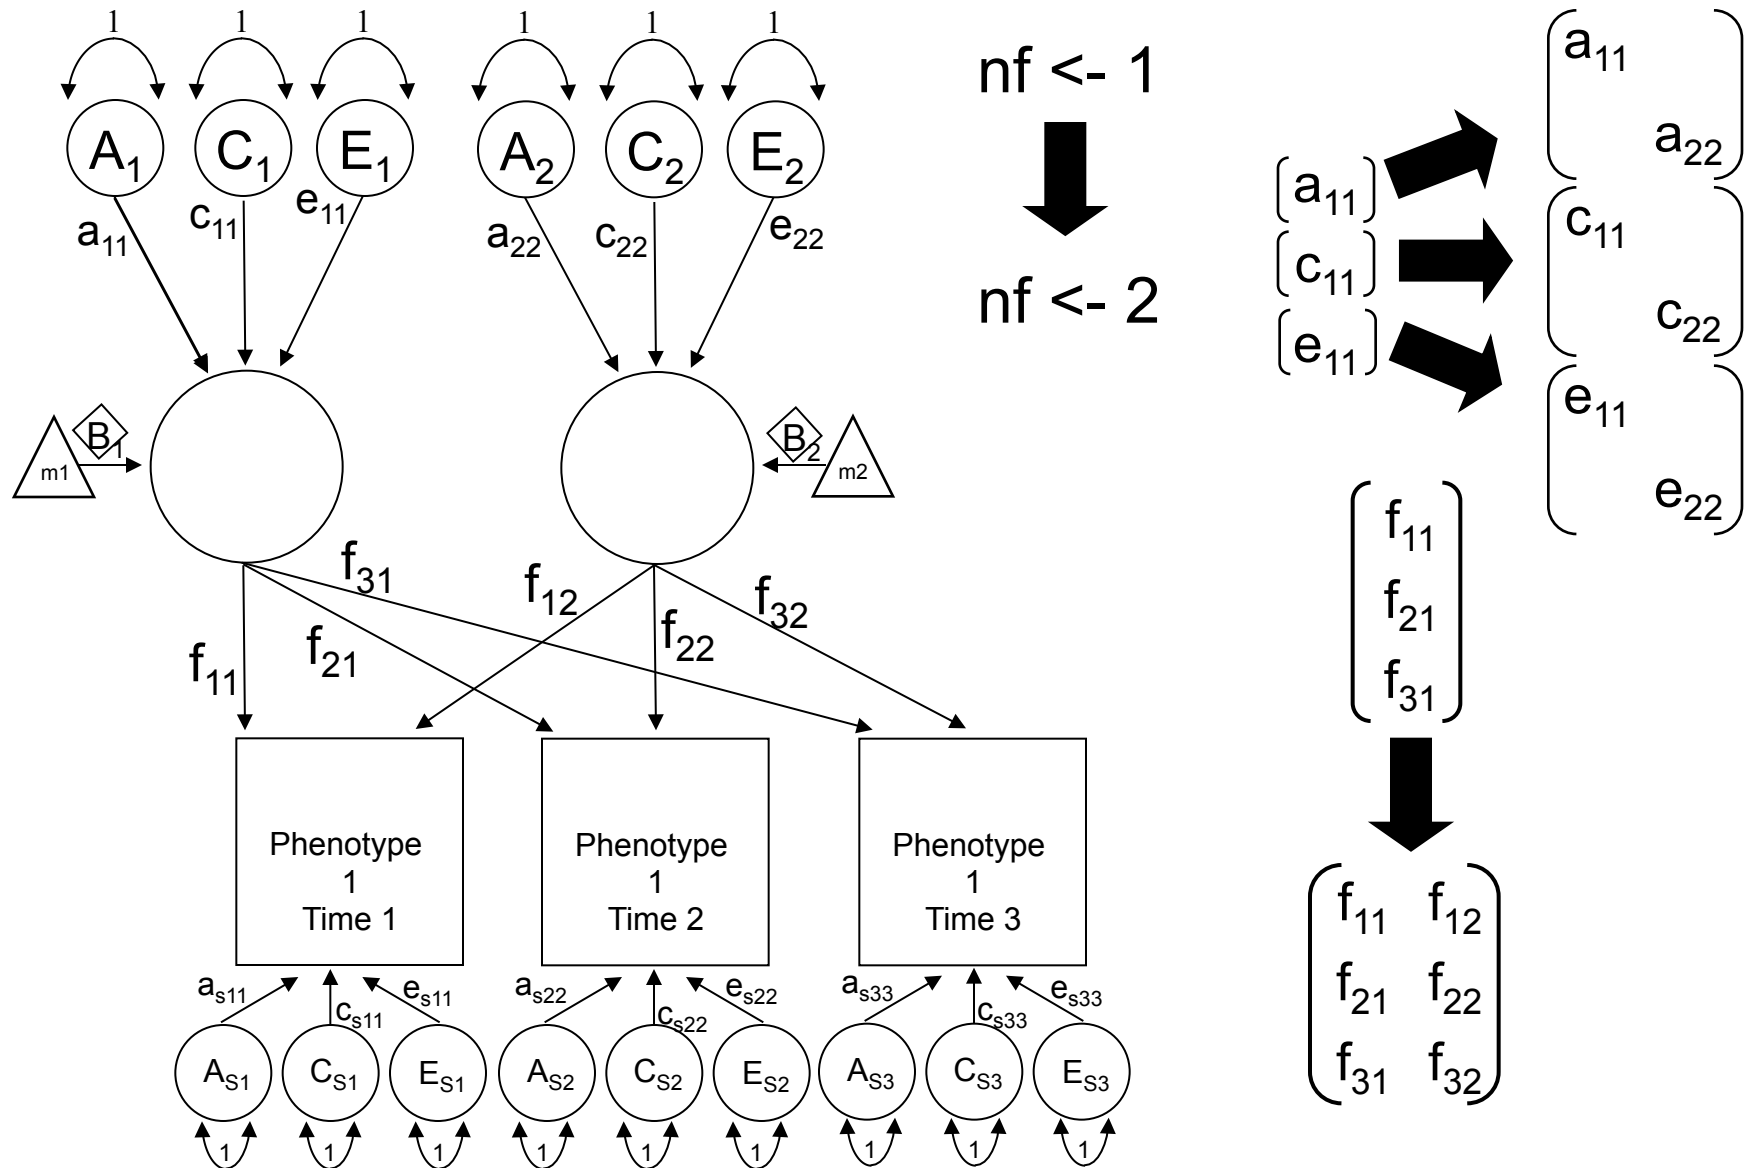 1 1 1 1 1 1
A1 C1 E1 A2 C2 E2
a11 c11 e11 a22 c22 e22
m1 B1 B2 m2
f11 f21 f31 f12 f22 f32
Phenotype
1
Time 1
Phenotype
1
Time 2
Phenotype
1
Time 3
as11 cs11 es11 as22 cs22 es22 as33 cs33 es33
AS1 CS1 ES1 AS2 CS2 ES2 AS3 CS3 ES3
1 1 1 1 1 1 1 1 1
nf <- 1
nf <- 2
a11
c11
e11
a11
a22
c11
c22
e11
e22
f11
f21
f31
f11 f12
f21 f22
f31 f32